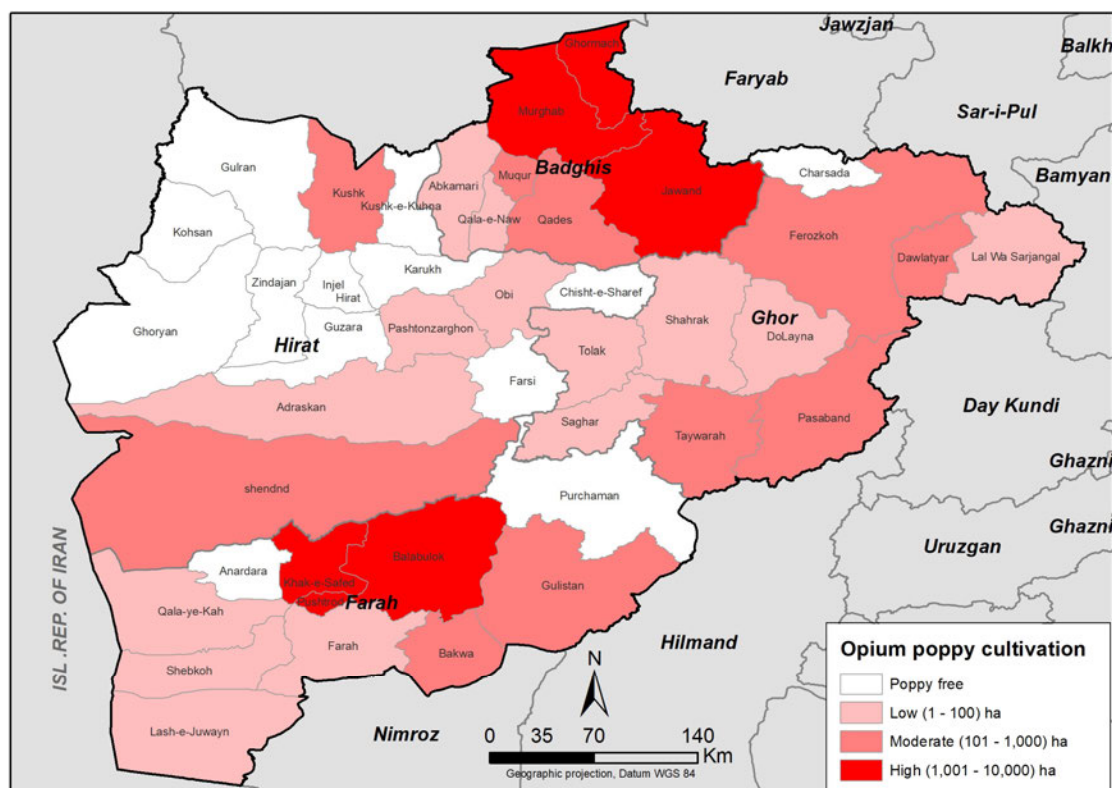 Jawzjan
Balkh
Ghormach
Faryab
Sar-i-Pul
Murghab
Bamyan
Gulran
Kushk
Kushk-e-Kuhna
Abkamari
Muqur
Badghis
Charsada
Qala-e-Naw
Qades
Jawand
Kohsan
Ferozkoh
Dawlatyar
Lal Wa Sarjangal
Zindajan
Injel
Hirat
Karukh
Obi
Chisht-e-Sharef
Ghoryan
Guzara
Pashtonzarghon
Shahrak
Ghor
DoLayna
Hirat
Tolak
Farsi
Adraskan
Saghar
Taywarah
Pasaband
Day Kundi
Ghazni
shendnd
Purchaman
Ghazni
Uruzgan
Anardara
Khak-e-Safed
Balabulok
Gulistan
Pushtrod
Farah
Qala-ye-Kah
Farah
Bakwa
Hilmand
Shebkoh
Lash-e-Juwayn
Nimroz
ISL .REP. OF IRAN
N
0 35 70 140
Km
Geographic projection, Datum WGS 84
Opium poppy cultivation
Poppy free
Low (1 - 100) ha
Moderate (101 - 1,000) ha
High (1,001 - 10,000) ha